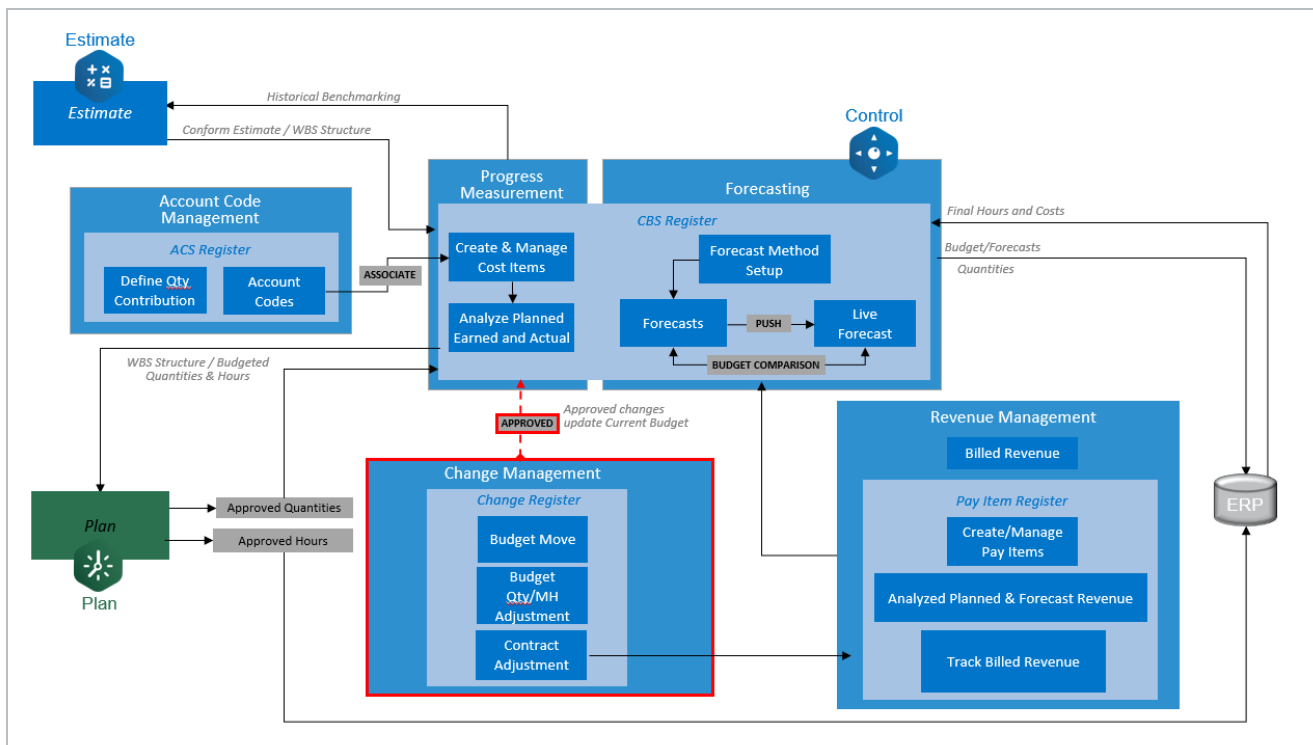 Estimate
Estimate
Historical Benchmarking
Conform Estimate / WBS Structure
Control
Progress
Measurement
Forecasting
Account Code
Management
ACS Register
Define Qty
Contribution
Account
Codes
ASSOCIATE
CBS Register
Create & Manage
Cost Items
Analyze Planned
Earned and Actual
Forecast Method
Setup
Forecasts
PUSH
Live
Forecast
BUDGET COMPARISON
Final Hours and Costs
Budget/Forecasts
Quantities
WBS Structure / Budgeted
Quantities & Hours
APPROVED
Approved changes
update Current Budget
Plan
Plan
Approved Quantities
Approved Hours
Change Management
Change Register
Budget Move
Budget
Qty/MH
Adjustment
Contract
Adjustment
Revenue Management
Billed Revenue
Pay Item Register
Create/Manage
Pay Items
Analyzed Planned & Forecast Revenue
Track Billed Revenue
ERP